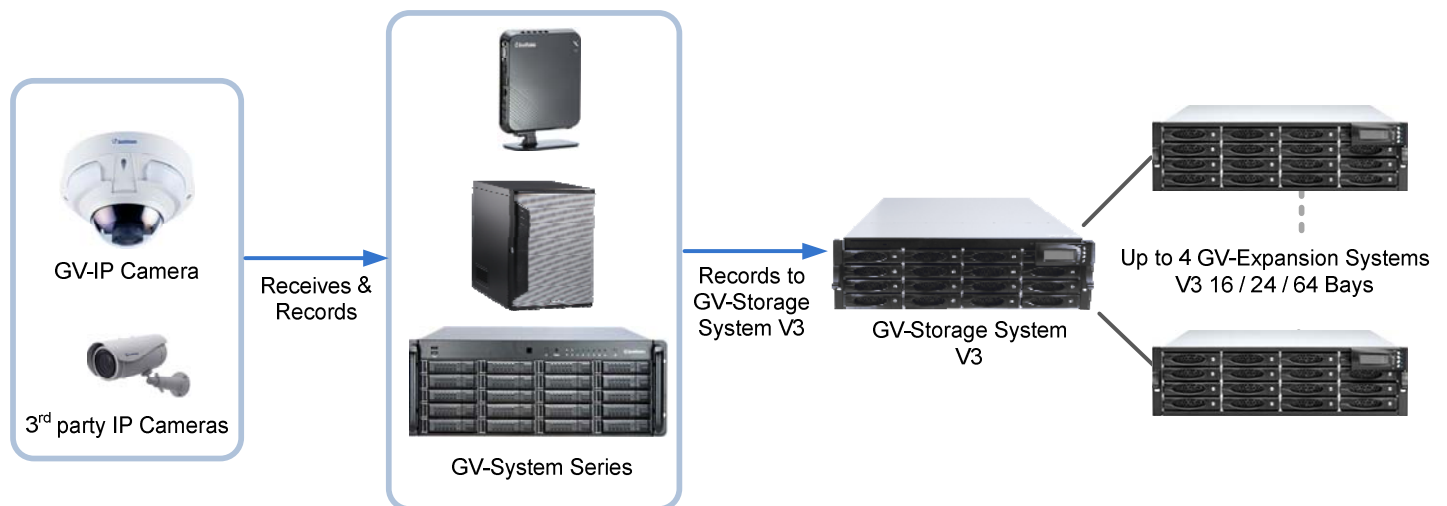 GV-IP Camera
3rd party IP Cameras
Receives &
Records
GV-System Series
Records to
GV-Storage
System V3
GV-Storage System
V3
Up to 4 GV-Expansion Systems
V3 16 / 24 / 64 Bays